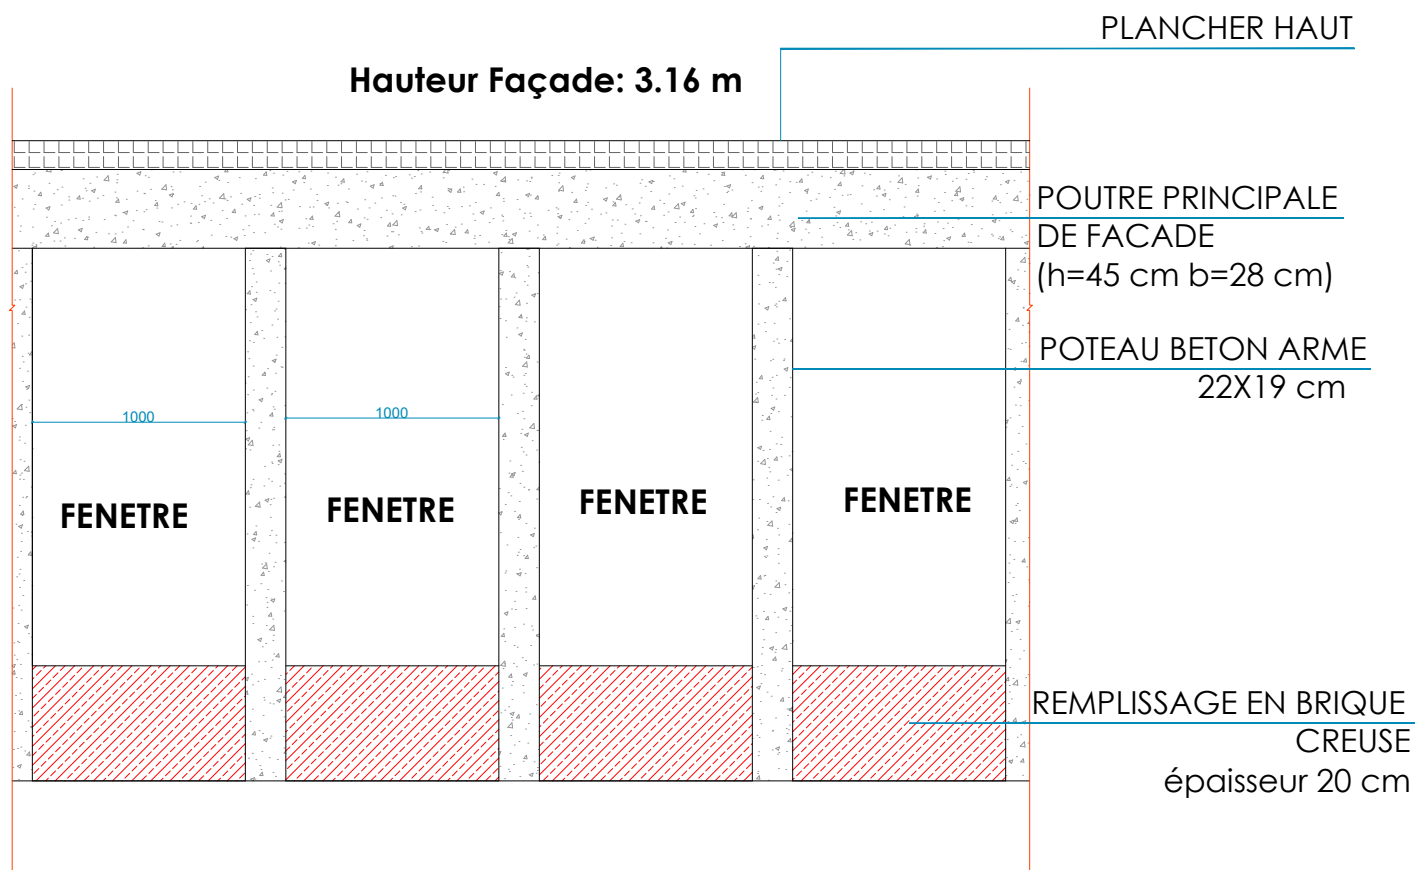 PLANCHER HAUT
Hauteur Façade: 3.16 m
POUTRE PRINCIPALE
DE FACADE
(h=45 cm b=28 cm)
POTEAU BETON ARME
22X19 cm
1000
1000
FENETRE
FENETRE
FENETRE
FENETRE
REMPLISSAGE EN BRIQUE
CREUSE
épaisseur 20 cm